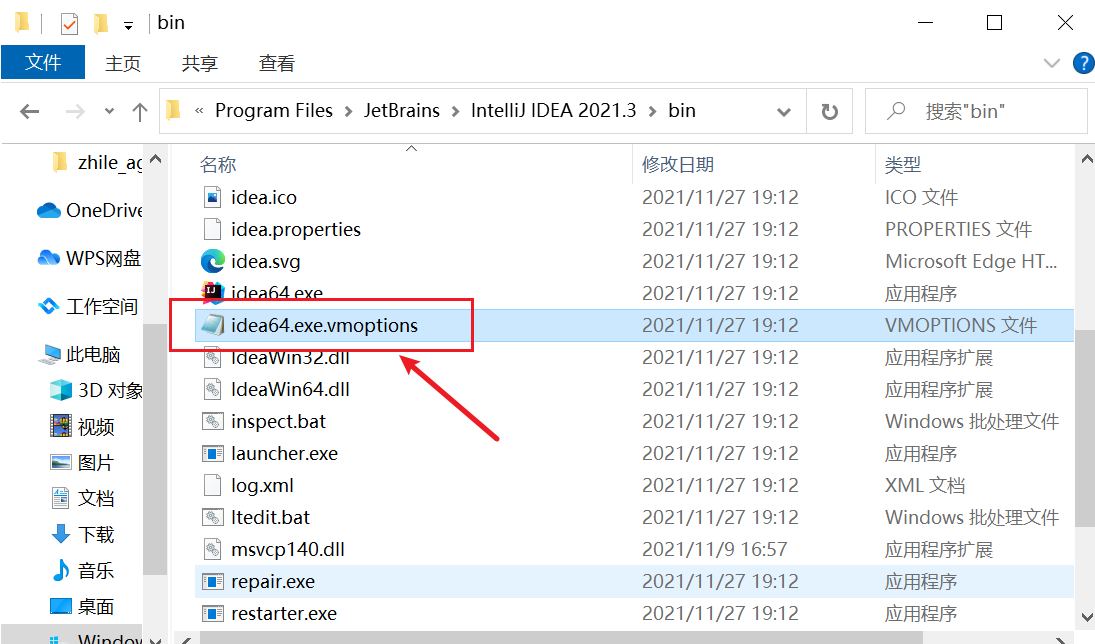 bin
文件 主页 共享 查看
« Program Files > JetBrains > IntelliJ IDEA 2021.3 > bin 搜索"bin"
zhile_ag
OneDrive
WPS网盘
工作空间
此电脑
3D 对象
视频
图片
文档
下载
音乐
桌面
Window
名称 修改日期 类型
idea.ico 2021/11/27 19:12 ICO 文件
idea.properties 2021/11/27 19:12 PROPERTIES 文件
idea.svg 2021/11/27 19:12 Microsoft Edge HT...
idea64.exe 2021/11/27 19:12 应用程序
idea64.exe.vmoptions 2021/11/27 19:12 VMOPTIONS 文件
IdeaWin32.dll 2021/11/27 19:12 应用程序扩展
IdeaWin64.dll 2021/11/27 19:12 应用程序扩展
inspect.bat 2021/11/27 19:12 Windows 批处理文件
launcher.exe 2021/11/27 19:12 应用程序
log.xml 2021/11/27 19:12 XML 文档
ltedit.bat 2021/11/27 19:12 Windows 批处理文件
msvcp140.dll 2021/11/9 16:57 应用程序扩展
repair.exe 2021/11/27 19:12 应用程序
restarter.exe 2021/11/27 19:12 应用程序